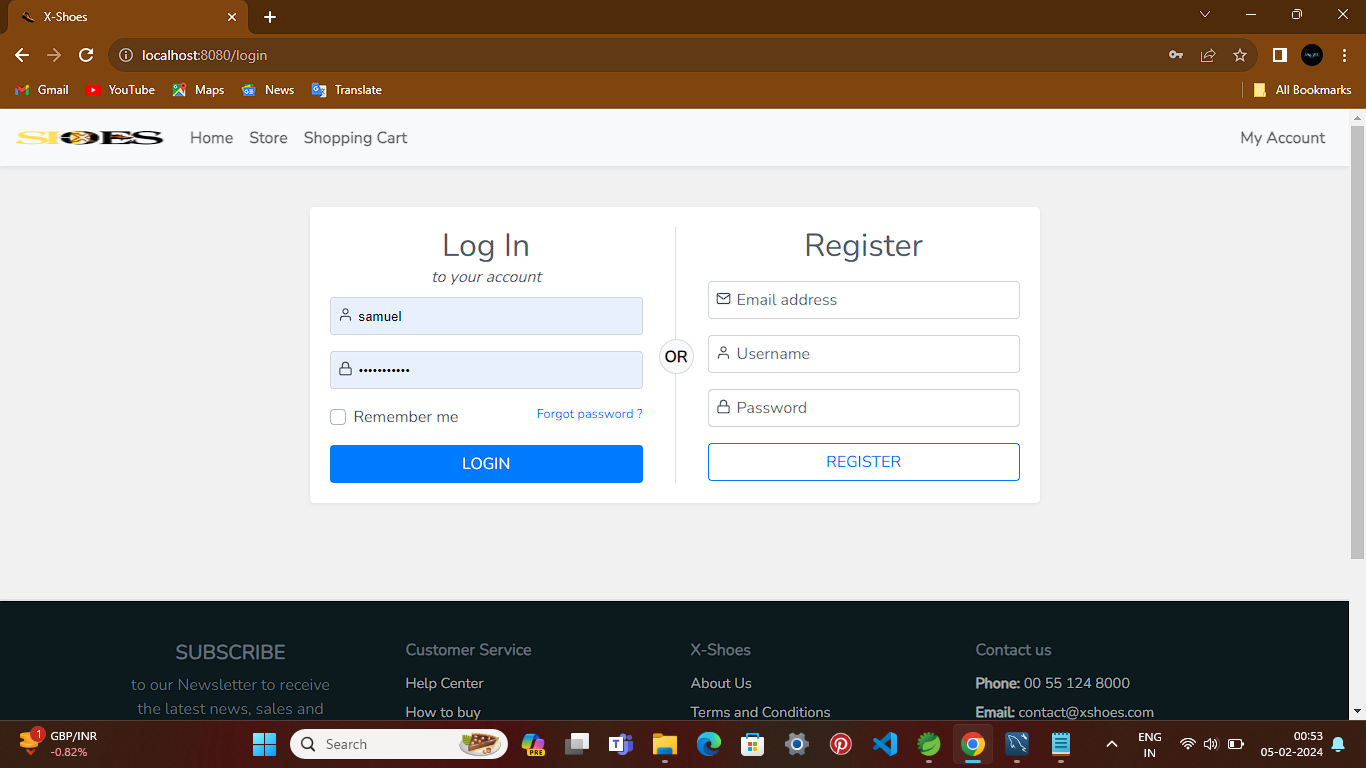 X-Shoes
localhost:8080/login
Gmail YouTube Maps News Translate All Bookmarks
Home Store Shopping Cart My Account
Log In
to your account
samuel
Remember me Forgot password ?
LOGIN
OR
Register
Email address
Username
Password
REGISTER
SUBSCRIBE
to our Newsletter to receive
the latest news, sales and
Customer Service
Help Center
How to buy
X-Shoes
About Us
Terms and Conditions
Contact us
Phone: 00 55 124 8000
Email: contact@xshoes.com
1
GBP/INR
-0.82%
Search
PRE
ENG
IN
00:53
05-02-2024